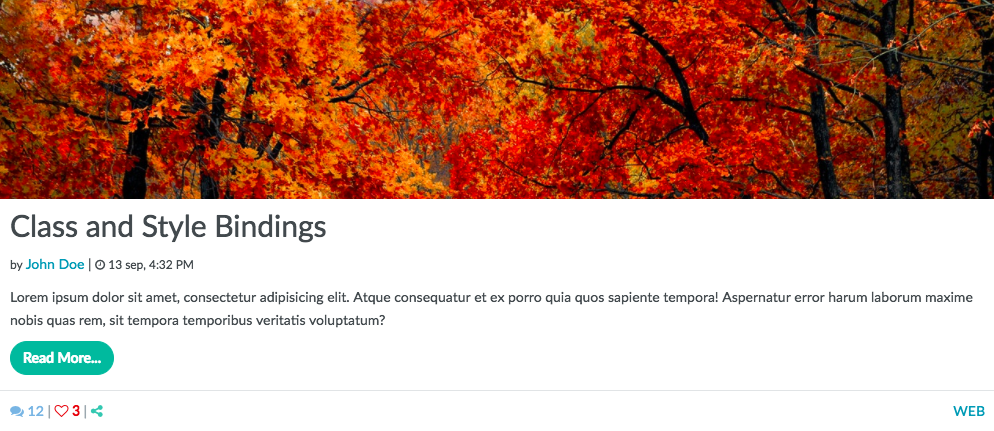 Class and Style Bindings
by John Doe | 13 sep, 4:32 PM
Lorem ipsum dolor sit amet, consectetur adipisicing elit. Atque consequatur et ex porro quia quos sapiente tempora! Aspernatur error harum laborum maxime
nobis quas rem, sit tempora temporibus veritatis voluptatum?
Read More...
12 | 3 | WEB